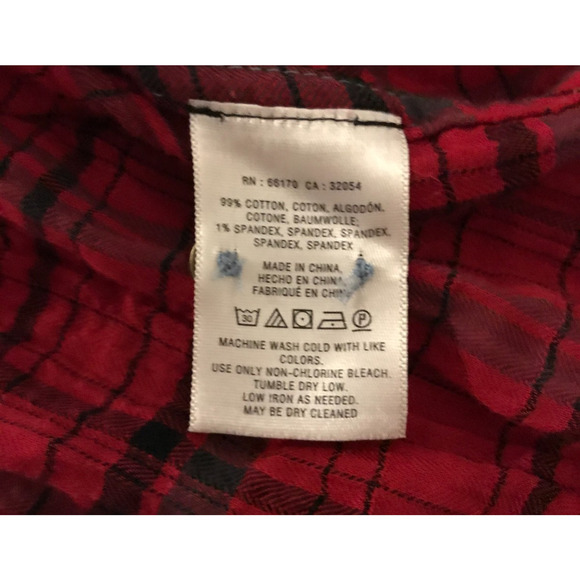 RN : 66170 CA : 32054
99% COTTON, COTON, ALGODÓN,
COTONE, BAUMWOLLE;
1% SPANDEX, SPANDEX, SPANDEX,
SPANDEX, SPANDEX
MADE IN CHINA,
HECHO EN CHINA
FABRIQUÉ EN CHIN
30 P
MACHINE WASH COLD WITH LIKE
COLORS.
USE ONLY NON-CHLORINE BLEACH.
TUMBLE DRY LOW.
LOW IRON AS NEEDED.
MAY BE DRY CLEANED